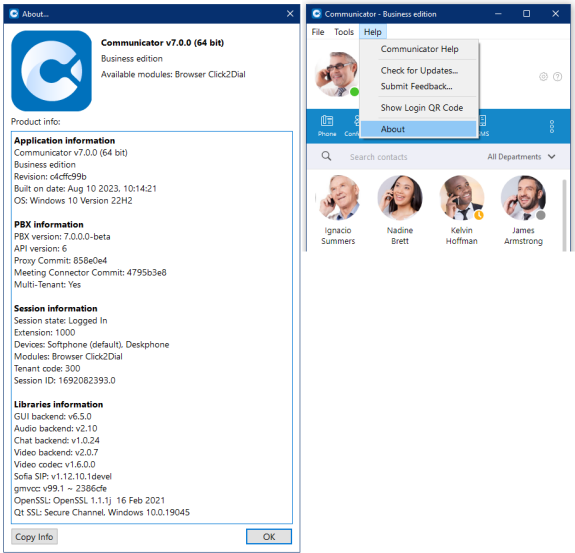 About...
Communicator v7.0.0 (64 bit)
Business edition
Available modules: Browser Click2Dial
Product info:
Application information
Communicator v7.0.0 (64 bit)
Business edition
Revision: c4cffc99b
Built on date: Aug 10 2023, 10:14:21
OS: Windows 10 Version 22H2
PBX information
PBX version: 7.0.0.0-beta
API version: 6
Proxy Commit: 858e0e4
Meeting Connector Commit: 4795b3e8
Multi-Tenant: Yes
Session information
Session state: Logged In
Extension: 1000
Devices: Softphone (default), Deskphone
Modules: Browser Click2Dial
Tenant code: 300
Session ID: 1692082393.0
Libraries information
GUI backend: v6.5.0
Audio backend: v2.10
Chat backend: v1.0.24
Video backend: v2.0.7
Video codec: v1.6.0.0
Sofia SIP: v1.12.10.1devel
gmvcc: v99.1 ~ 2386cfe
OpenSSL: OpenSSL 1.1.1j  16 Feb 2021
Qt SSL: Secure Channel, Windows 10.0.19045
Copy Info
OK
Communicator - Business edition
File Tools Help
Communicator Help
Check for Updates...
Submit Feedback...
Show Login QR Code
About
Phone
Search contacts
All Departments
Ignacio Summers
Nadine Brett
Kelvin Hoffman
James Armstrong